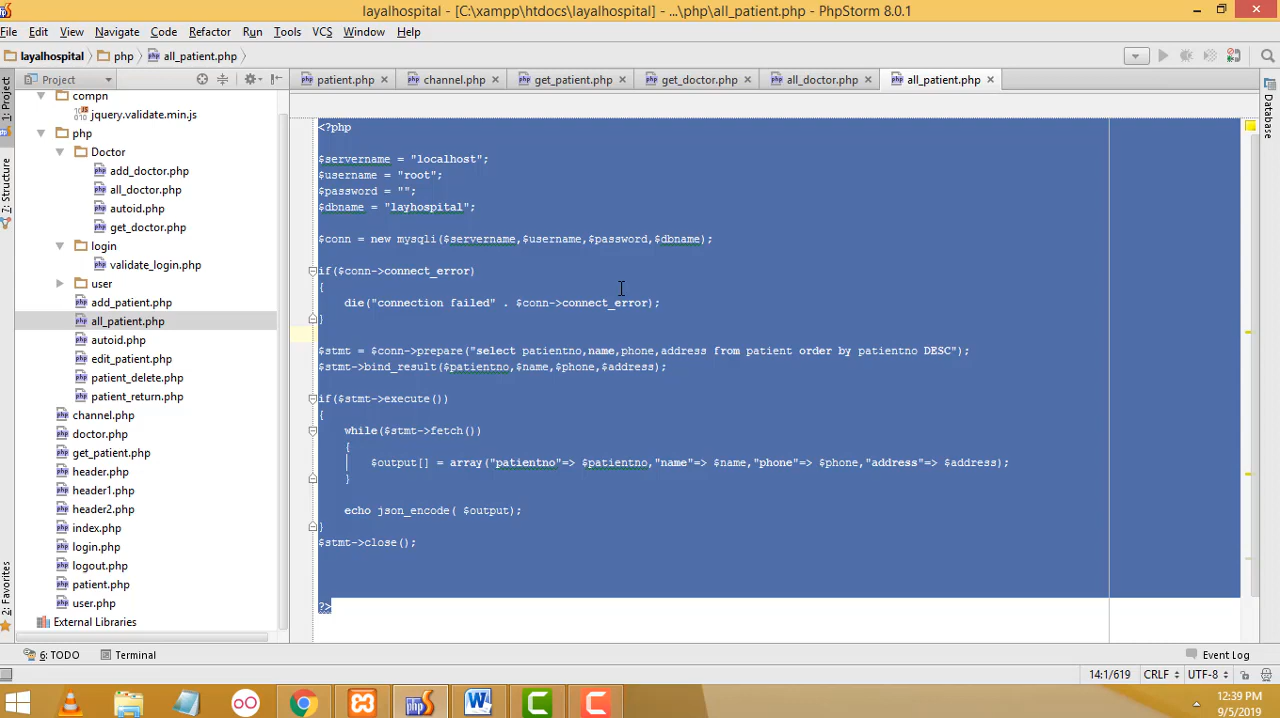 layalhospital - [C:\xampp\htdocs\layalhospital] - ...\php\all_patient.php - PhpStorm 8.0.1
File Edit View Navigate Code Refactor Run Tools VCS Window Help
layalhospital php all_patient.php
Project
patient.php channel.php get_patient.php get_doctor.php all_doctor.php all_patient.php
1: Project
7: Structure
2: Favorites
Database
compn
jquery.validate.min.js
php
Doctor
add_doctor.php
all_doctor.php
autoid.php
get_doctor.php
login
validate_login.php
user
add_patient.php
all_patient.php
autoid.php
edit_patient.php
patient_delete.php
patient_return.php
channel.php
doctor.php
get_patient.php
header.php
header1.php
header2.php
index.php
login.php
logout.php
patient.php
user.php
External Libraries
<?php
$servername = "localhost";
$username = "root";
$password = "";
$dbname = "layhospital";
$conn = new mysqli($servername,$username,$password,$dbname);
if($conn->connect_error)
{
die("connection failed" . $conn->connect_error);
}
$stmt = $conn->prepare("select patientno,name,phone,address from patient order by patientno DESC");
$stmt->bind_result($patientno,$name,$phone,$address);
if($stmt->execute())
{
while($stmt->fetch())
{
$output[] = array("patientno"=> $patientno,"name"=> $name,"phone"=> $phone,"address"=> $address);
}
echo json_encode( $output);
}
$stmt->close();
?>
6: TODO Terminal Event Log
14:1/619 CRLF UTF-8
12:39 PM
9/5/2019